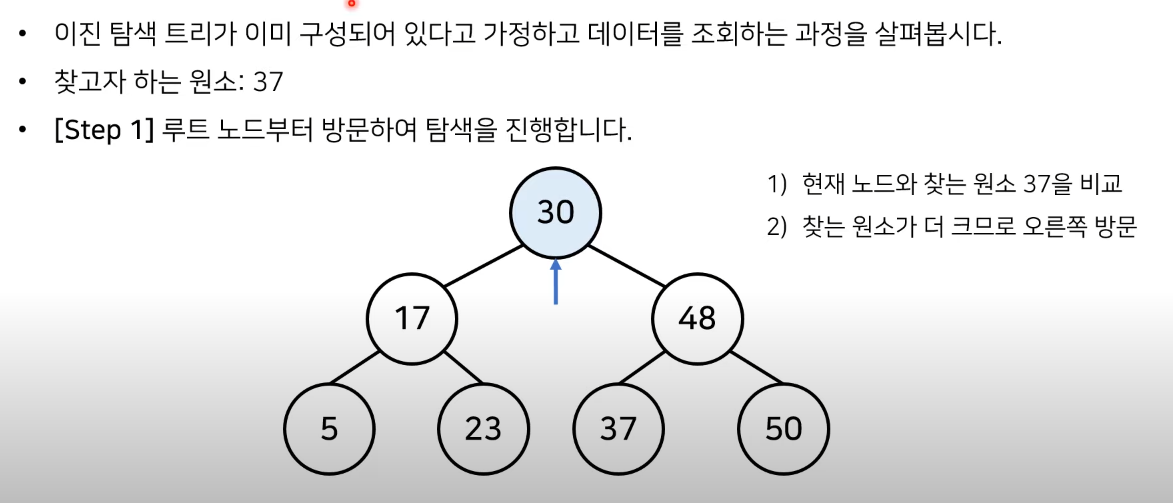 • 이진 탐색 트리가 이미 구성되어 있다고 가정하고 데이터를 조회하는 과정을 살펴봅시다.
• 찾고자 하는 원소: 37
• [Step 1] 루트 노드부터 방문하여 탐색을 진행합니다.
1) 현재 노드와 찾는 원소 37을 비교
2) 찾는 원소가 더 크므로 오른쪽 방문
30
17 48
5 23 37 50